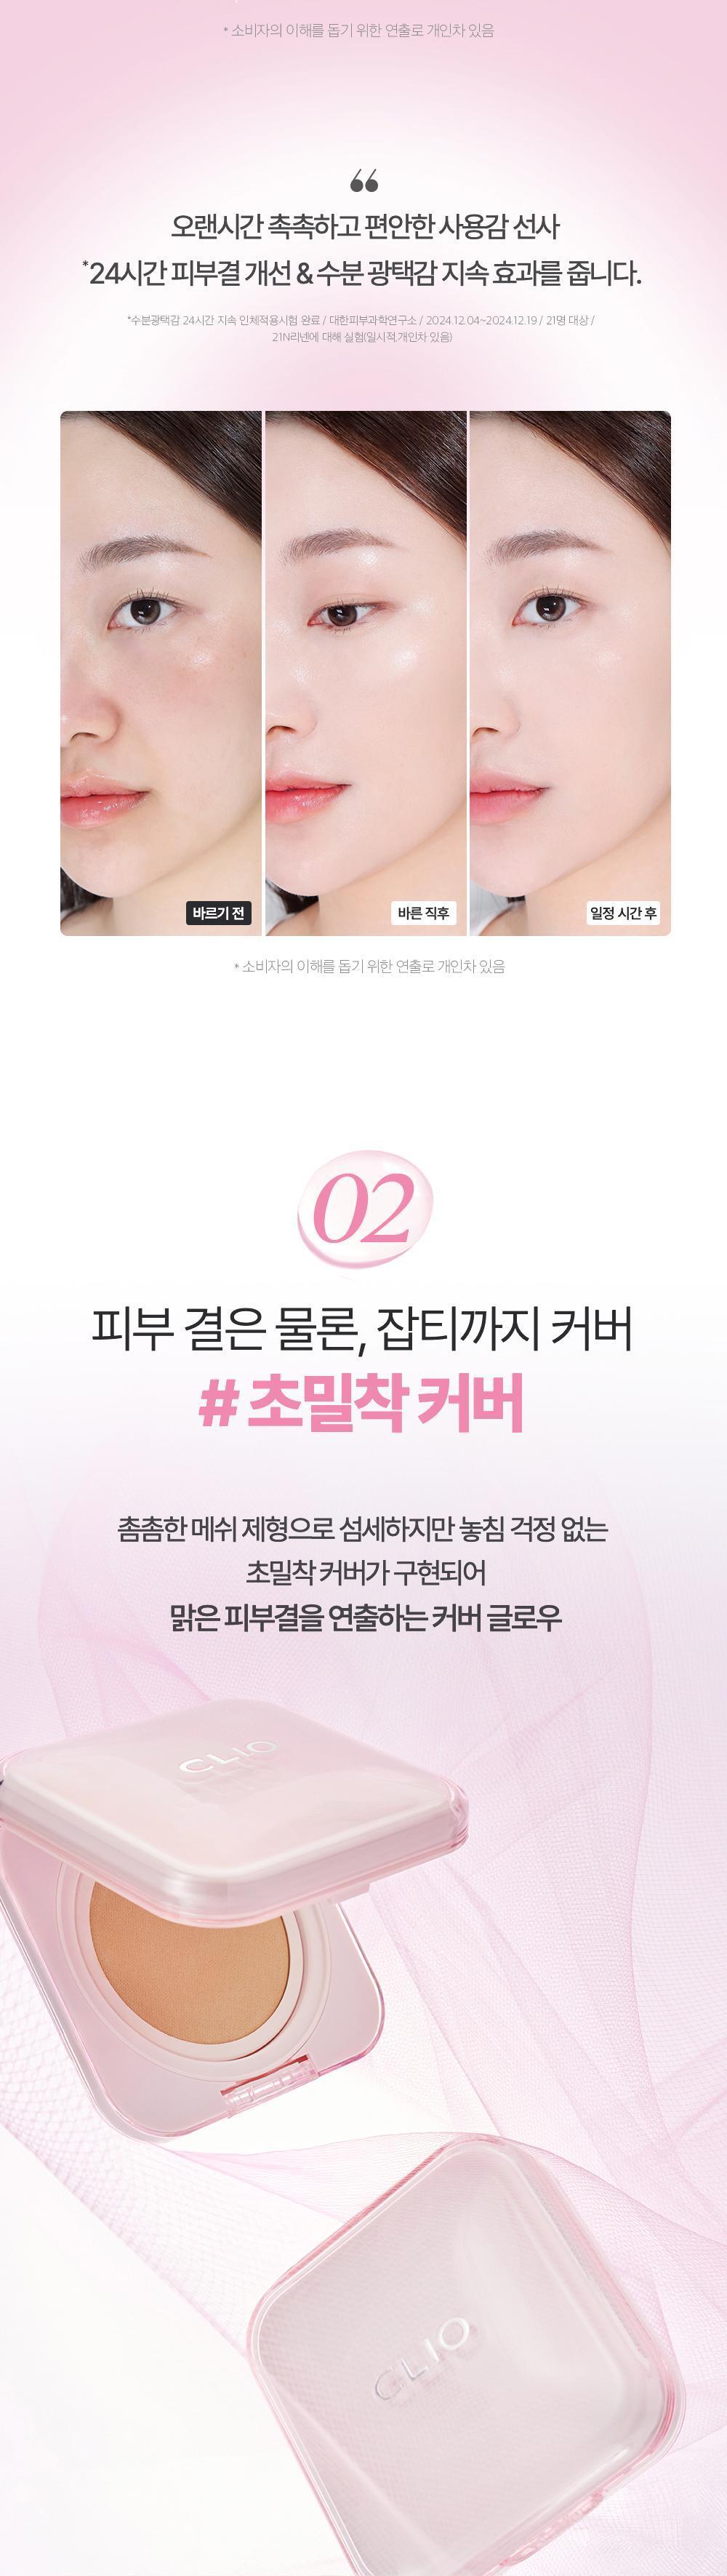 * 소비자의 이해를 돕기 위한 연출로 개인차 있음
오랜시간 촉촉하고 편안한 사용감 선사
*24시간 피부결 개선 & 수분 광택감 지속 효과를 줍니다.
*수분광택감 24시간 지속 인체적용시험 완료 / 대한피부과학연구소 / 2024.12.04~2024.12.19 / 21명 대상 /
21N리넨에 대해 실험(일시적,개인차 있음)
바르기 전
바른 직후
일정 시간 후
* 소비자의 이해를 돕기 위한 연출로 개인차 있음
02
피부 결은 물론, 잡티까지 커버
# 초밀착 커버
촘촘한 메쉬 제형으로 섬세하지만 놓침 걱정 없는
초밀착 커버가 구현되어
맑은 피부결을 연출하는 커버 글로우
CLIO
CLIO